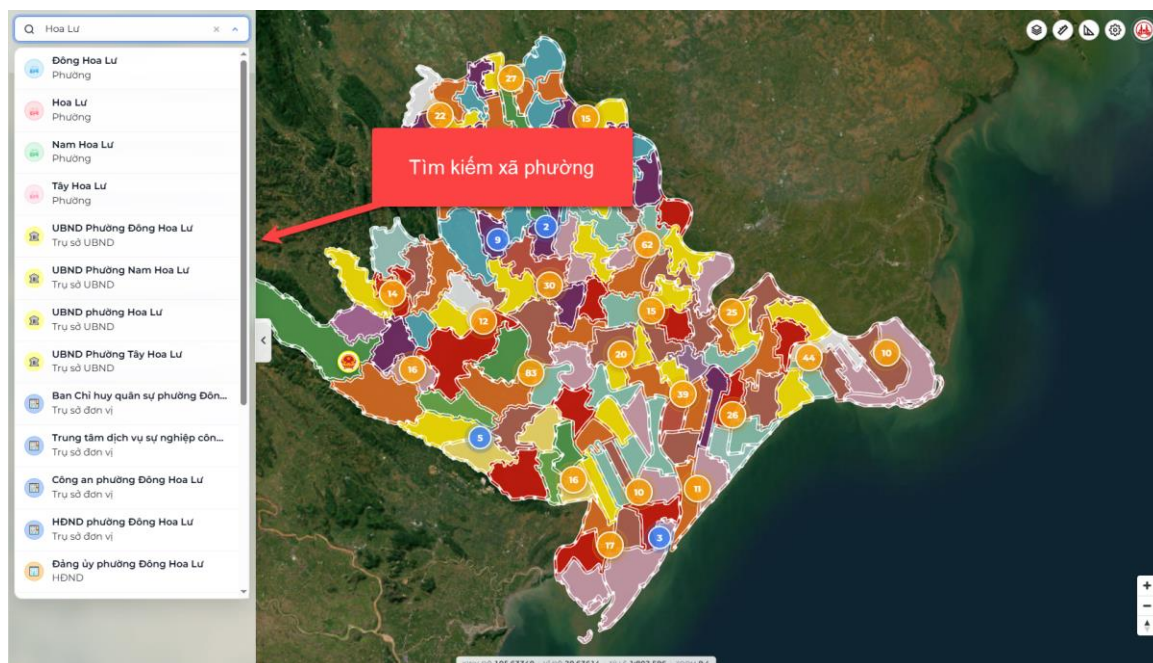 Hoa Lư
Đông Hoa Lư
Phường
Hoa Lư
Phường
Nam Hoa Lư
Phường
Tây Hoa Lư
Phường
UBND Phường Đông Hoa Lư
Trụ sở UBND
UBND Phường Nam Hoa Lư
Trụ sở UBND
UBND phường Hoa Lư
Trụ sở UBND
UBND Phường Tây Hoa Lư
Trụ sở UBND
Ban Chỉ huy quân sự phường Đôn...
Trụ sở đơn vị
Trung tâm dịch vụ sự nghiệp côn...
Trụ sở đơn vị
Công an phường Đông Hoa Lư
Trụ sở đơn vị
HĐND phường Đông Hoa Lư
Trụ sở đơn vị
Đảng ủy phường Đông Hoa Lư
HĐND
Tìm kiếm xã phường
27
22
15
2
9
62
30
14
12
15
25
20
44
10
16
83
39
26
5
16
10
11
17
3